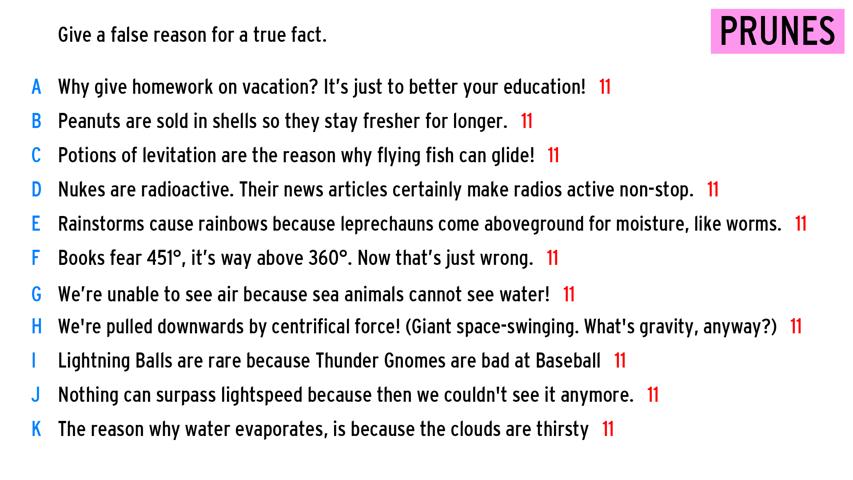 Give a false reason for a true fact.
PRUNES
A Why give homework on vacation? It's just to better your education! 11
B Peanuts are sold in shells so they stay fresher for longer. 11
C Potions of levitation are the reason why flying fish can glide! 11
D Nukes are radioactive. Their news articles certainly make radios active non-stop. 11
E Rainstorms cause rainbows because leprechauns come aboveground for moisture, like worms. 11
F Books fear 451°, it's way above 360°. Now that's just wrong. 11
G We're unable to see air because sea animals cannot see water! 11
H We're pulled downwards by centrifical force! (Giant space-swinging. What's gravity, anyway?) 11
I Lightning Balls are rare because Thunder Gnomes are bad at Baseball 11
J Nothing can surpass lightspeed because then we couldn't see it anymore. 11
K The reason why water evaporates, is because the clouds are thirsty 11